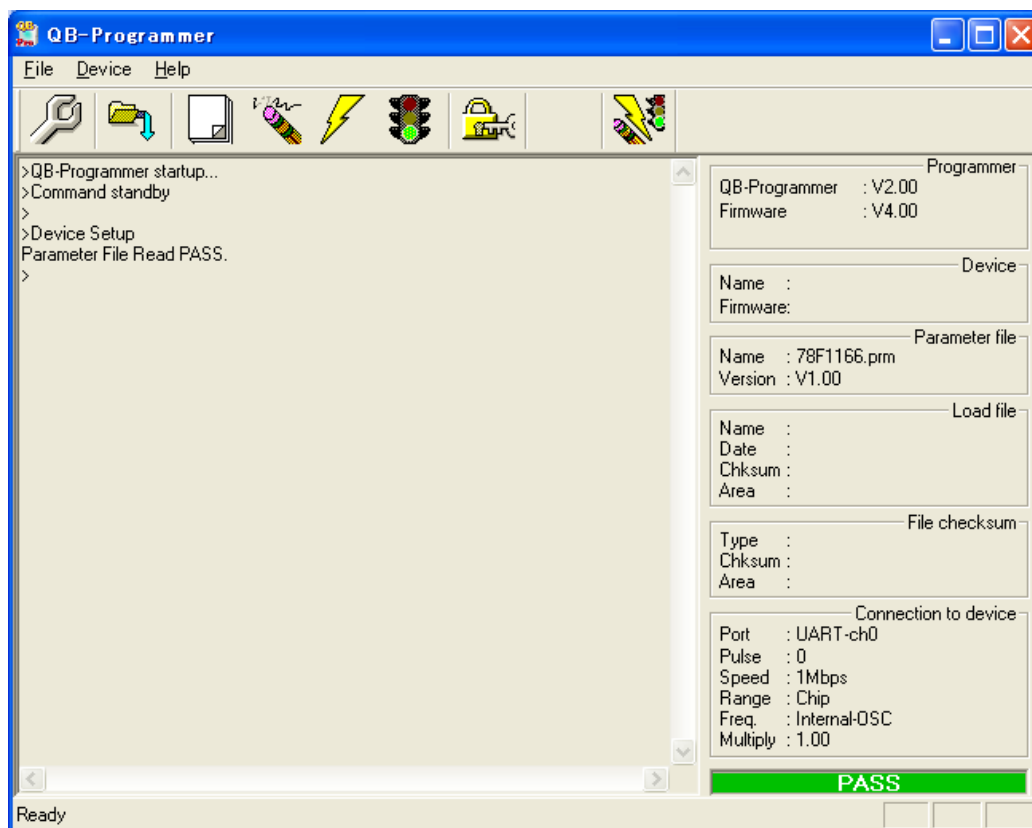 QB-Programmer
File Device Help
>QB-Programmer startup...
>Command standby
>
>Device Setup
Parameter File Read PASS.
>
Programmer
QB-Programmer : V2.00
Firmware : V4.00
Device
Name :
Firmware:
Parameter file
Name : 78F1166.prm
Version : V1.00
Load file
Name :
Date :
Chksum :
Area :
File checksum
Type :
Chksum :
Area :
Connection to device
Port : UART-ch0
Pulse : 0
Speed : 1Mbps
Range : Chip
Freq. : Internal-OSC
Multiply : 1.00
PASS
Ready